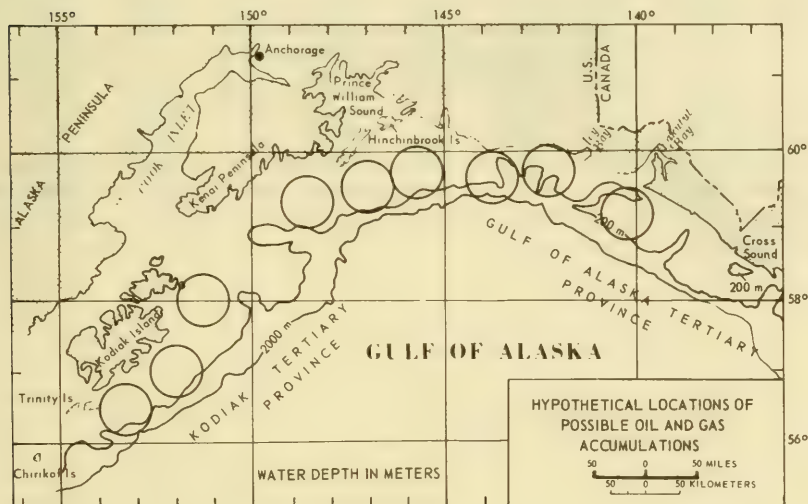 155°
150°
145°
140°
Anchorage
Prince
William
Sound
Hinchinbrook Is
U.S.
CANADA
Icy
Bay
Yakutat
Bay
60°
PENINSULA
ALASKA
COOK INLET
Kenai Peninsula
200 m
Cross
Sound
200 m
58°
GULF OF ALASKA TERTIARY
PROVINCE
2000 m
KODIAK TERTIARY
PROVINCE
GULF OF ALASKA
Kodiak Island
Trinity Is
Chirikof Is
HYPOTHETICAL LOCATIONS OF
POSSIBLE OIL AND GAS
ACCUMULATIONS
50 0 50 MILES
50 0 50 KILOMETERS
56°
WATER DEPTH IN METERS